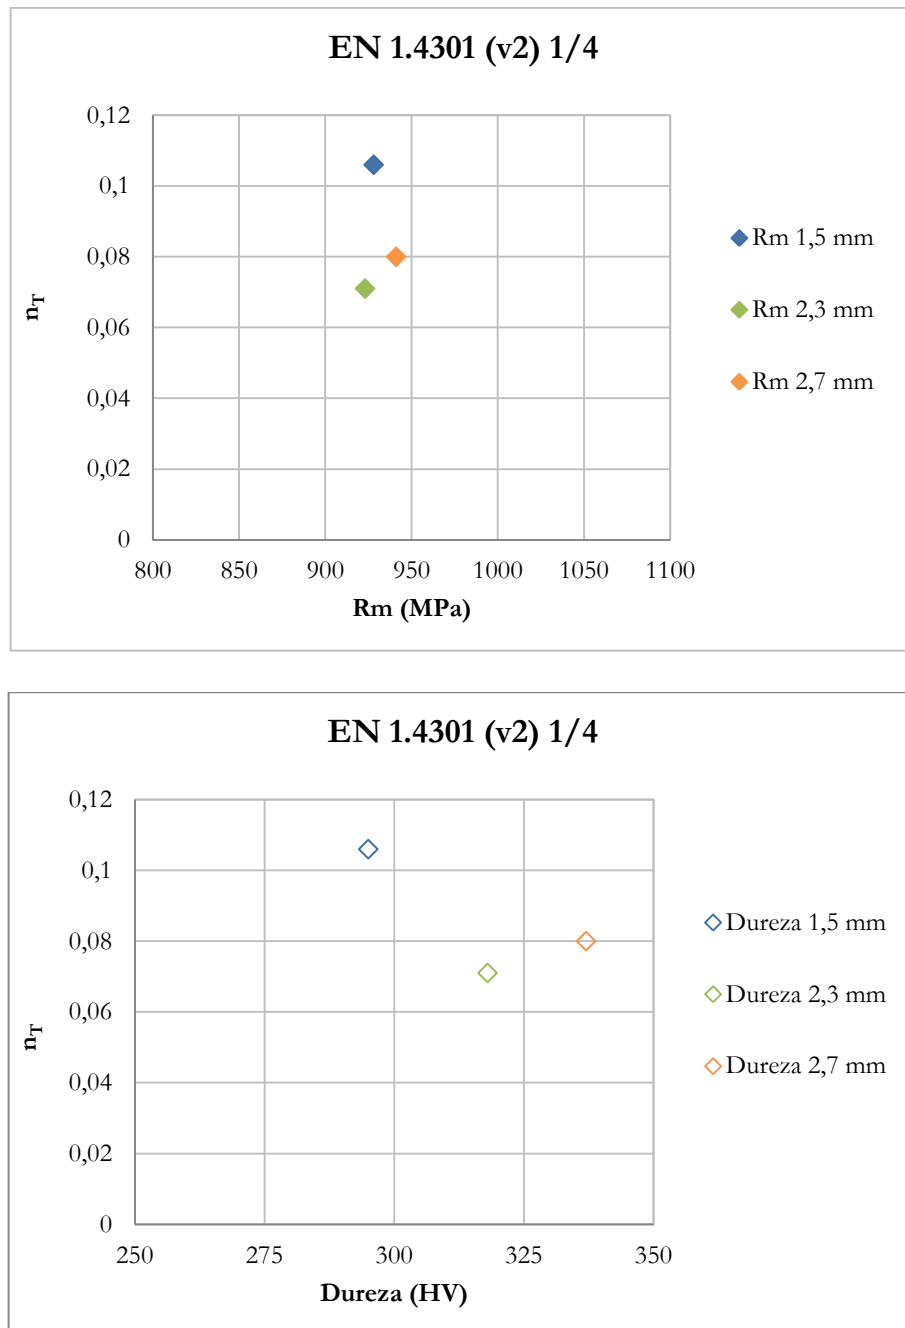 EN 1.4301 (v2) 1/4
0,12
0,1
0,08
0,06
0,04
0,02
0
nT
800 850 900 950 1000 1050 1100
Rm (MPa)
Rm 1,5 mm
Rm 2,3 mm
Rm 2,7 mm
EN 1.4301 (v2) 1/4
0,12
0,1
0,08
0,06
0,04
0,02
0
nT
250 275 300 325 350
Dureza (HV)
Dureza 1,5 mm
Dureza 2,3 mm
Dureza 2,7 mm